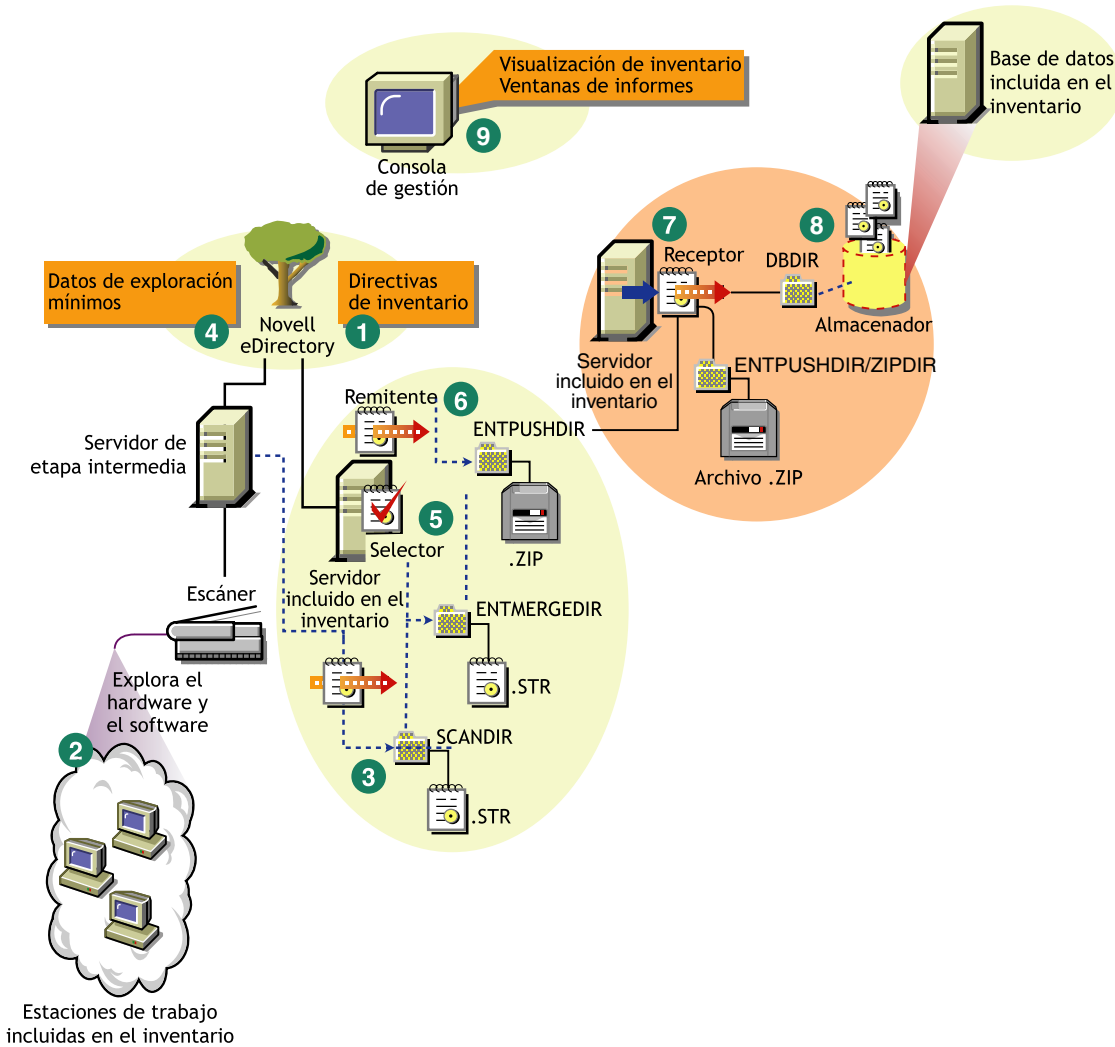 Visualización de inventario
Ventanas de informes
9
Consola
de gestión
Base de datos
incluida en el
inventario
Datos de exploración
mínimos
4
Novell
eDirectory
Directivas
de inventario
1
7
Receptor
8
DBDIR
Almacenador
Servidor
incluido en el
inventario
ENTPUSHDIR/ZIPDIR
Archivo .ZIP
Remitente
6
ENTPUSHDIR
.ZIP
Servidor de
etapa intermedia
5
Selector
Servidor
incluido en el
inventario
ENTMERGEDIR
.STR
Escáner
Explora el
hardware y
el software
2
SCANDIR
3
.STR
Estaciones de trabajo
incluidas en el inventario